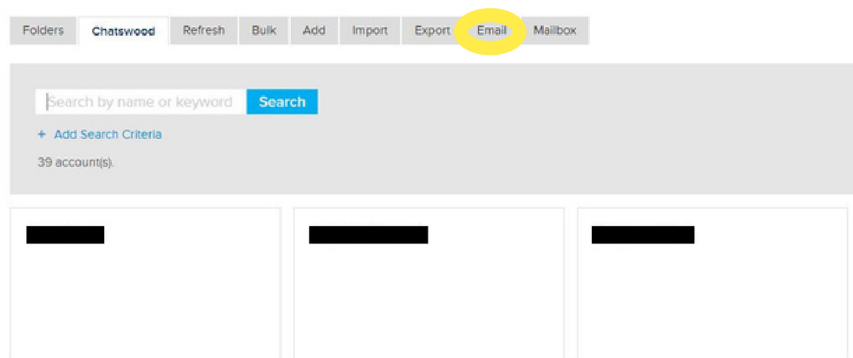 Folders Chatswood Refresh Bulk Add Import Export Email Mailbox
Search by name or keyword Search
+ Add Search Criteria
39 account(s).